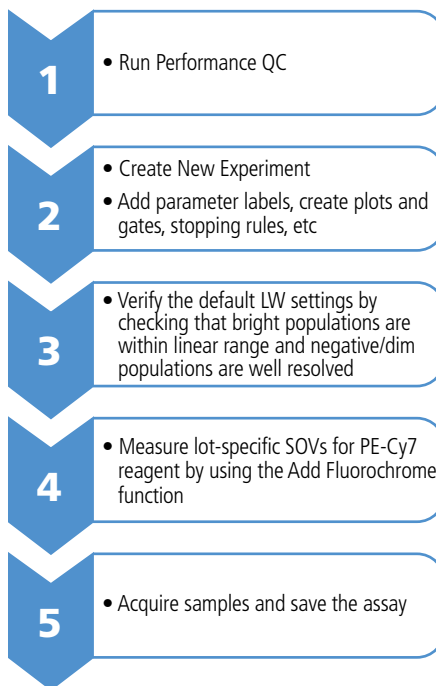 1
• Run Performance QC
2
• Create New Experiment
• Add parameter labels, create plots and
gates, stopping rules, etc
3
• Verify the default LW settings by
checking that bright populations are
within linear range and negative/dim
populations are well resolved
4
• Measure lot-specific SOVs for PE-Cy7
reagent by using the Add Fluorochrome
function
5
• Acquire samples and save the assay